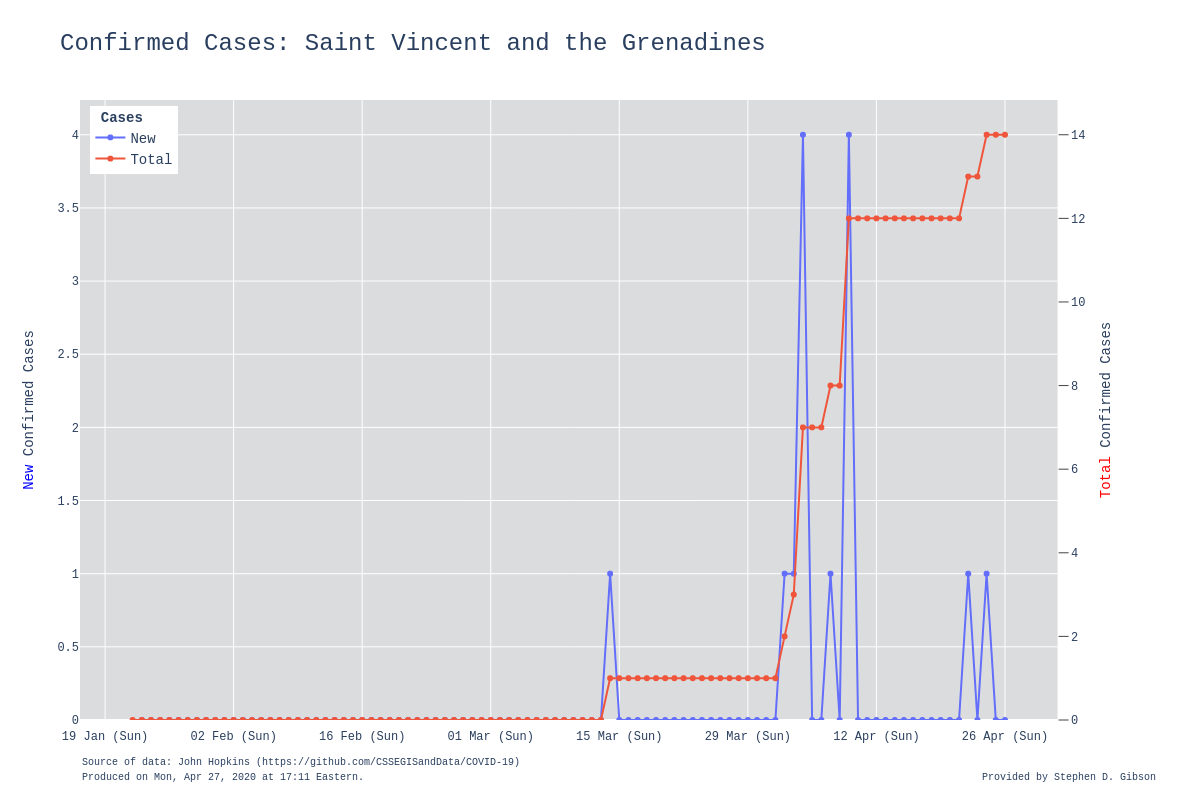 Confirmed Cases: Saint Vincent and the Grenadines
Cases
New
Total
4
3.5
3
2.5
2
1.5
1
0.5
0
New Confirmed Cases
14
12
10
8
6
4
2
0
Total Confirmed Cases
19 Jan (Sun)
02 Feb (Sun)
16 Feb (Sun)
01 Mar (Sun)
15 Mar (Sun)
29 Mar (Sun)
12 Apr (Sun)
26 Apr (Sun)
Source of data: John Hopkins (https://github.com/CSSEGISandData/COVID-19)
Produced on Mon, Apr 27, 2020 at 17:11 Eastern.
Provided by Stephen D. Gibson